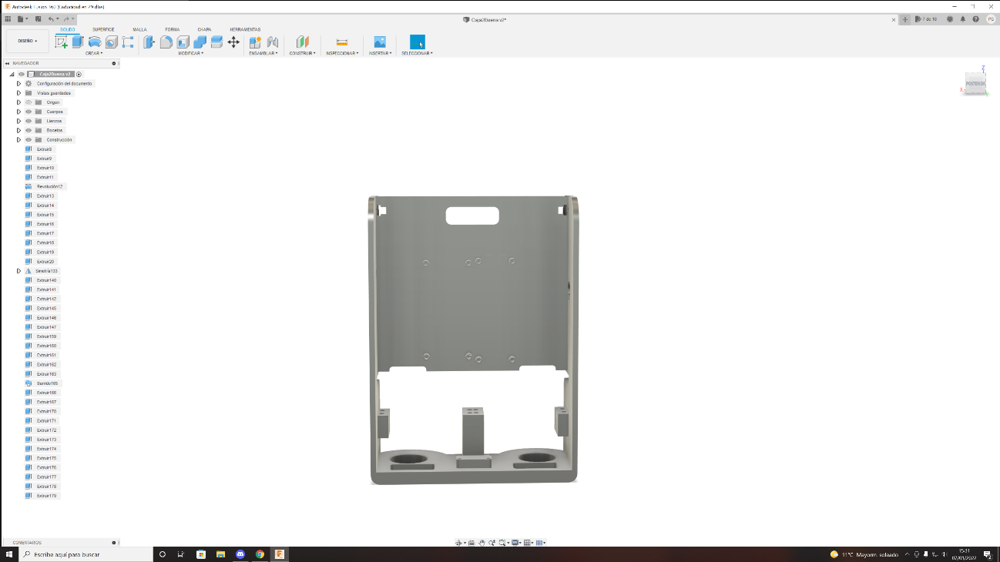 Autodesk Fusion 360 (Caducidad en 29 días)
Caja2Buena v2*
7 de 10
PG
DISEÑO
SÓLIDO
SUPERFICIE
MALLA
FORMA
CHAPA
HERRAMIENTAS
CREAR
MODIFICAR
ENSAMBLAR
CONSTRUIR
INSPECCIONAR
INSERTAR
SELECCIONAR
NAVEGADOR
Caja2Buena v2
Configuración del documento
Vistas guardadas
Origen
Cuerpos
Lienzos
Bocetos
Construcción
Extruir8
Extruir9
Extruir10
Extruir11
Revolución12
Extruir13
Extruir14
Extruir15
Extruir16
Extruir17
Extruir18
Extruir19
Extruir20
Simetría133
Extruir140
Extruir141
Extruir142
Extruir145
Extruir146
Extruir147
Extruir159
Extruir160
Extruir161
Extruir162
Extruir163
Barrido165
Extruir166
Extruir167
Extruir170
Extruir171
Extruir172
Extruir173
Extruir174
Extruir175
Extruir176
Extruir177
Extruir178
Extruir179
Z
POSTERIOR
X
COMENTARIOS
Escribe aquí para buscar
11°C Mayorm. soleado
15:31
07/01/2022
2